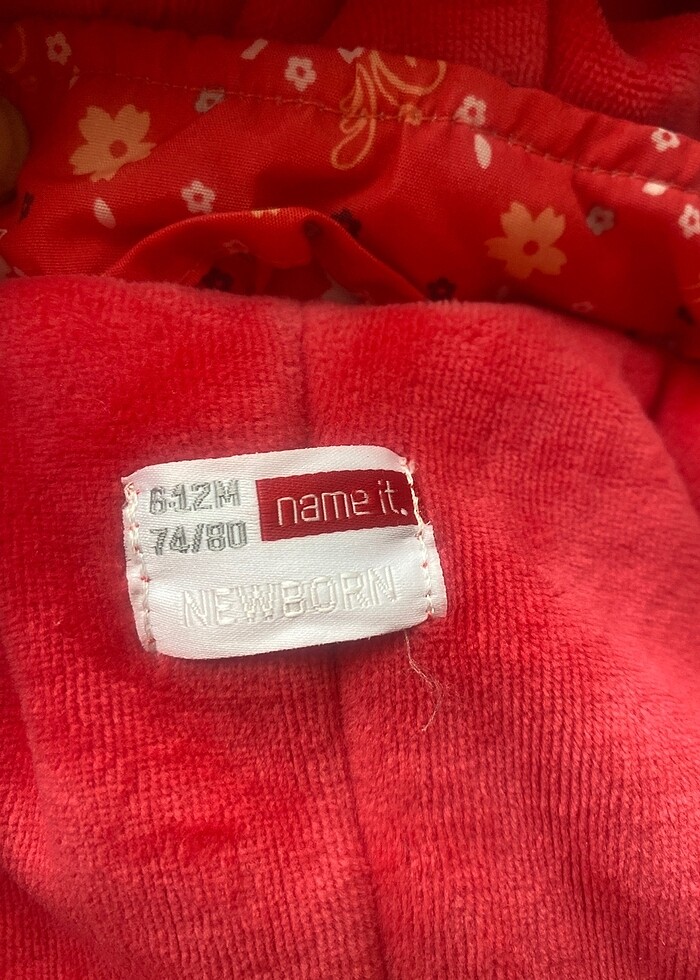 6-12M
name it.
74/80
NEWBORN